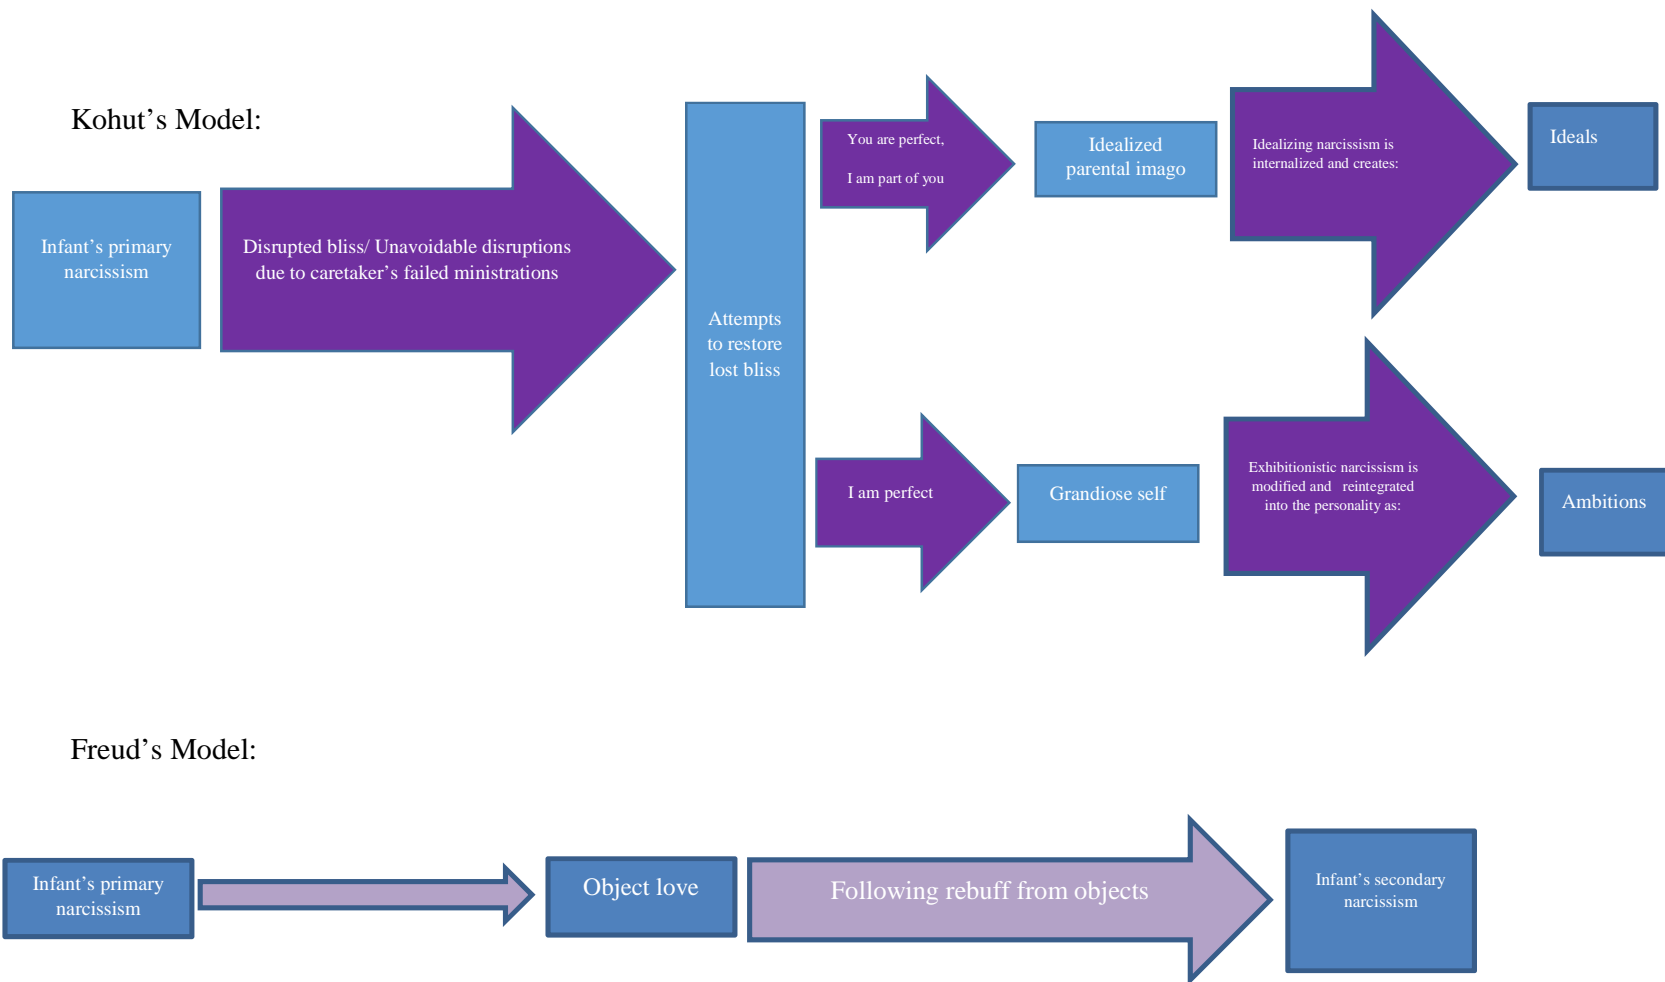 Kohut’s Model:
Infant’s primary
narcissism
Disrupted bliss/ Unavoidable disruptions
due to caretaker’s failed ministrations
Attempts
to restore
lost bliss
You are perfect,
I am part of you
Idealized
parental imago
Idealizing narcissism is
internalized and creates:
Ideals
I am perfect
Grandiose self
Exhibitionistic narcissism is
modified and reintegrated
into the personality as:
Ambitions
Freud’s Model:
Infant’s primary
narcissism
Object love
Following rebuff from objects
Infant’s secondary
narcissism